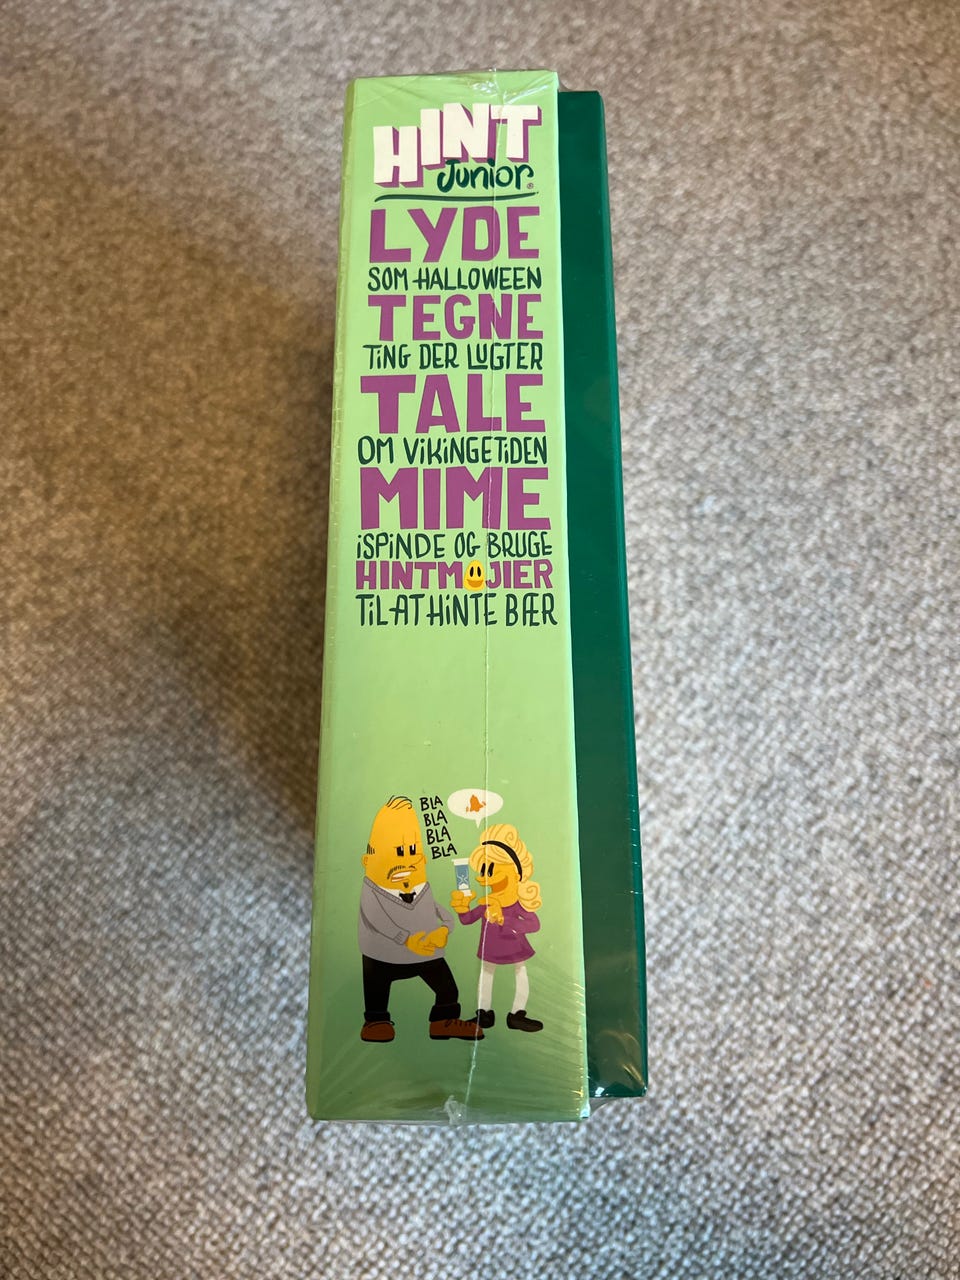 HINT
Junior®
LYDE
SOM HALLOWEEN
TEGNE
TING DER LUGTER
TALE
OM VIKINGETIDEN
MIME
ISPINDE OG BRUGE
HINTMOJIER
TIL AT HINTE BÆR
BLA
BLA
BLA
BLA